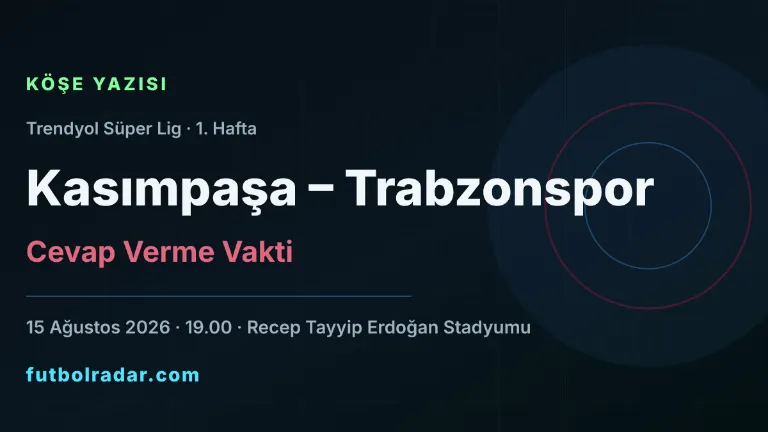 KÖŞE YAZISI
Trendyol Süper Lig · 1. Hafta
Kasımpaşa – Trabzonspor
Cevap Verme Vakti
15 Ağustos 2026 · 19.00 · Recep Tayyip Erdoğan Stadyumu
futbolradar.com